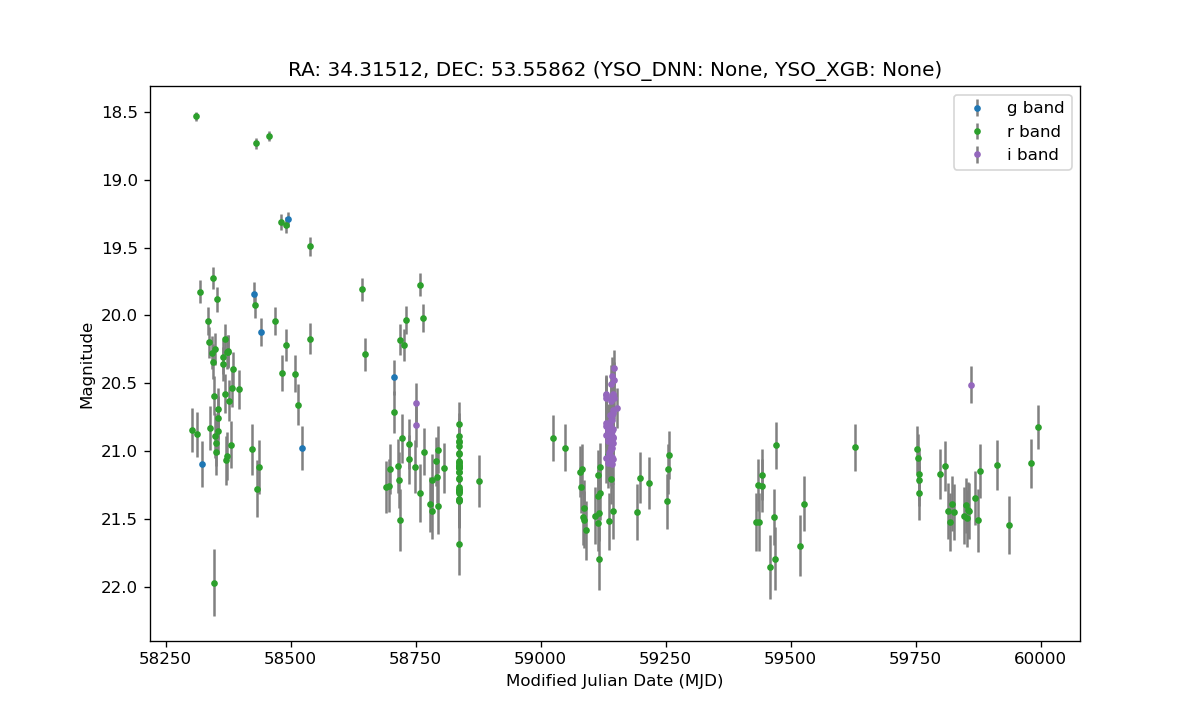 RA: 34.31512, DEC: 53.55862 (YSO_DNN: None, YSO_XGB: None)
g band
r band
i band
18.5
19.0
19.5
20.0
20.5
21.0
21.5
22.0
Magnitude
58250 58500 58750 59000 59250 59500 59750 60000
Modified Julian Date (MJD)